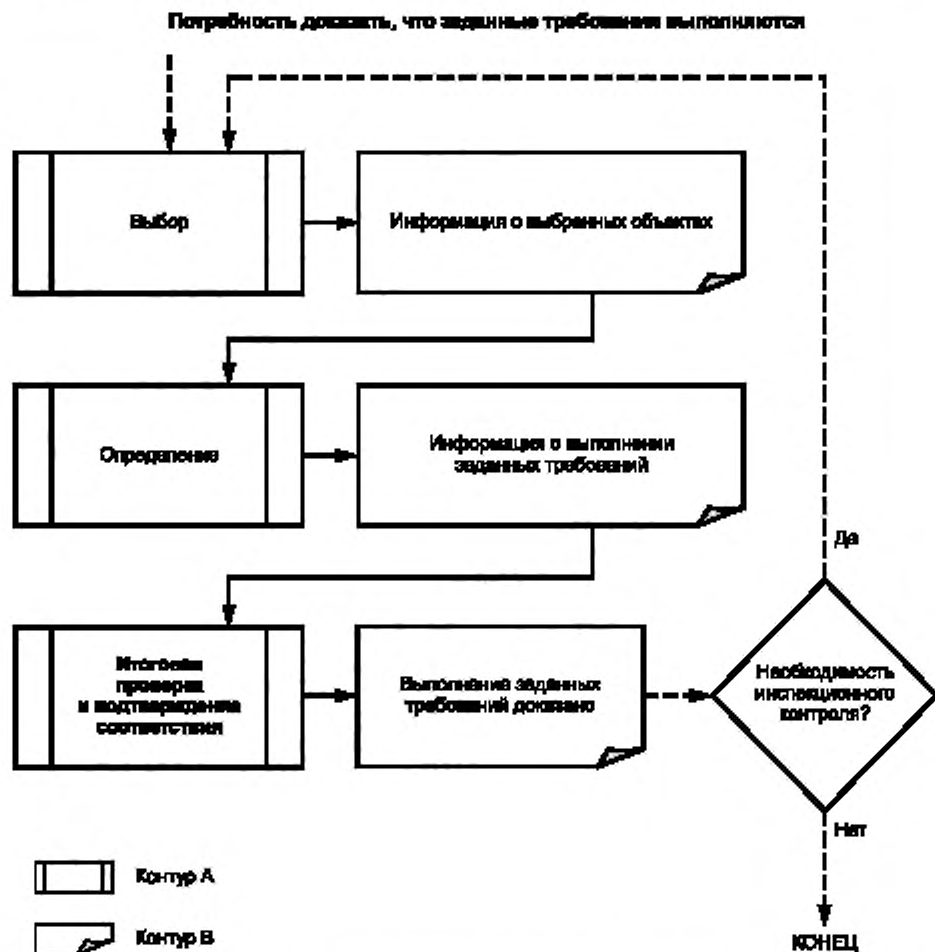 Потребность доказать, что заданные требования выполняются
Выбор
Информация о выбранных объектах
Определение
Информация о выполнении
заданных требований
Да
Итоговая
проверка
и подтверждение
соответствия
Выполнение заданных
требований доказано
Необходимость
инспекционного
контроля?
Нет
Контур A
Контур B
КОНЕЦ